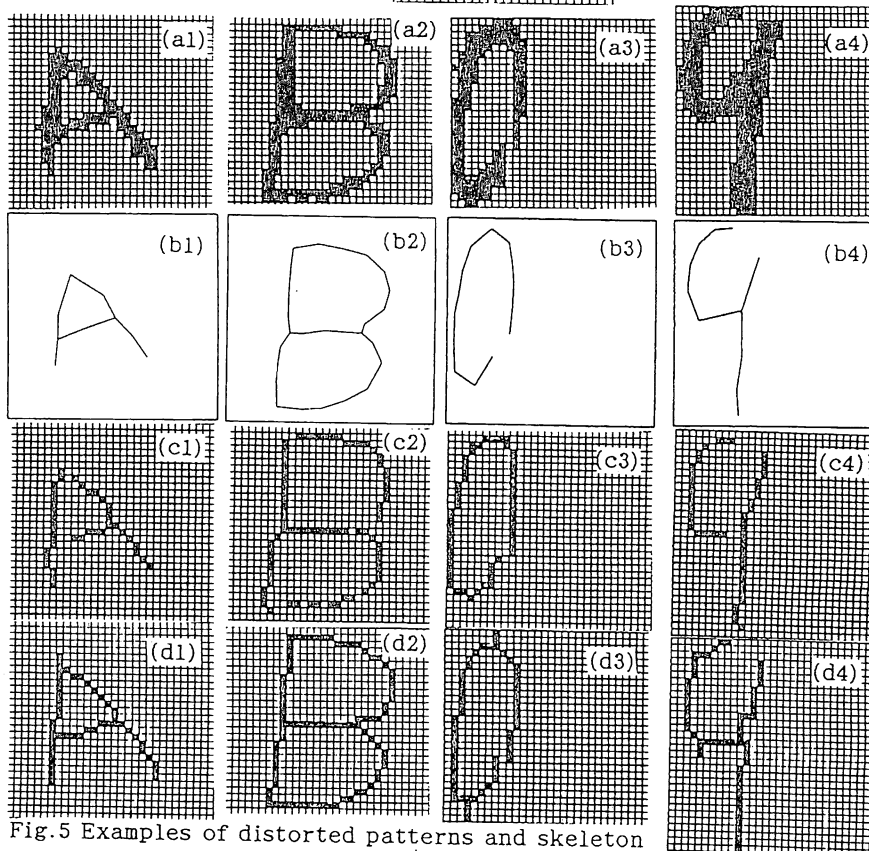 (a1) (a2) (a3) (a4)
(b1) (b2) (b3) (b4)
(c1) (c2) (c3) (c4)
(d1) (d2) (d3) (d4)
Fig.5 Examples of distorted patterns and skeleton